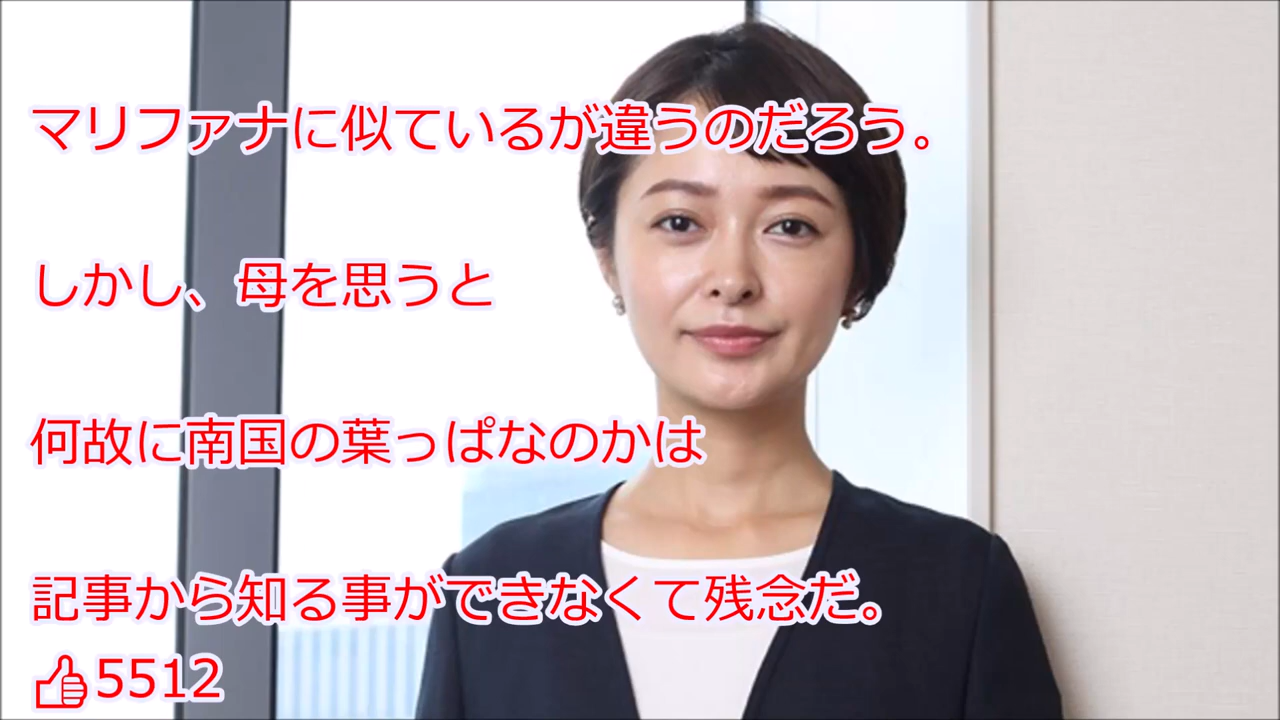 マリファナに似ているが違うのだろう。
しかし、母を思うと
何故に南国の葉っぱなのかは
記事から知る事ができなくて残念だ。
5512